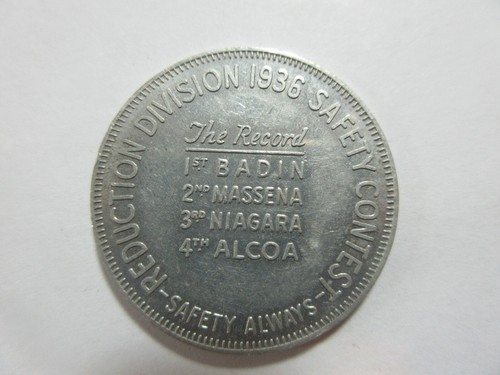 REDUCTION DIVISION 1936 SAFETY CONTEST
The Record
1ST BADIN
2ND MASSENA
3RD NIAGARA
4TH ALCOA
-SAFETY ALWAYS-